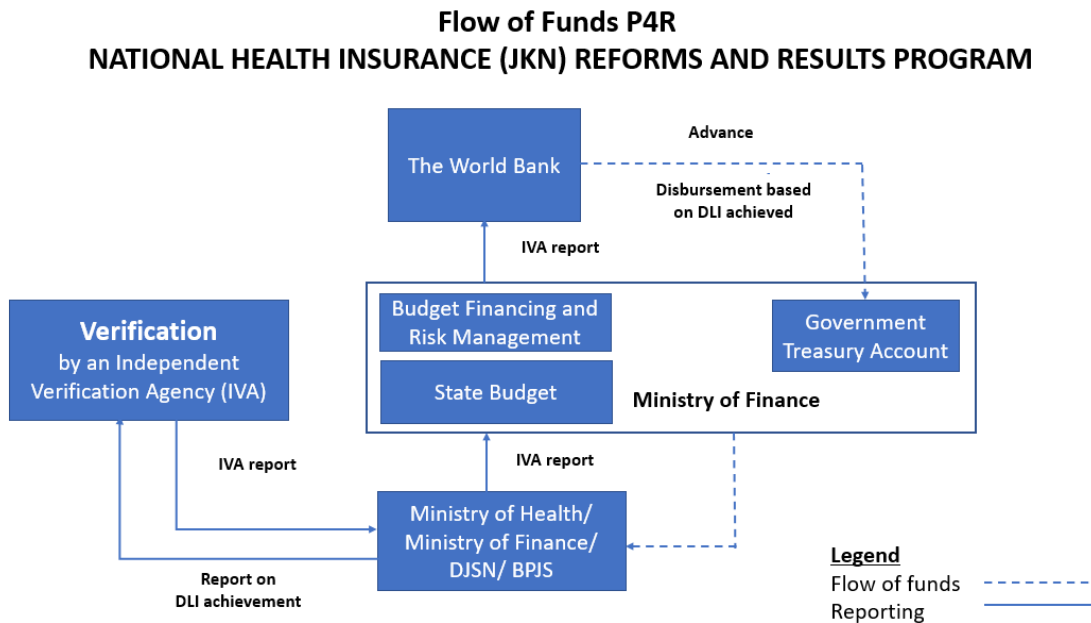 Flow of Funds P4R
NATIONAL HEALTH INSURANCE (JKN) REFORMS AND RESULTS PROGRAM
The World Bank
Advance
Disbursement based
on DLI achieved
IVA report
Budget Financing and
Risk Management
Government
Treasury Account
State Budget
Ministry of Finance
Verification
by an Independent
Verification Agency (IVA)
IVA report
IVA report
Ministry of Health/
Ministry of Finance/
DJSN/ BPJS
Report on
DLI achievement
Legend
Flow of funds
Reporting